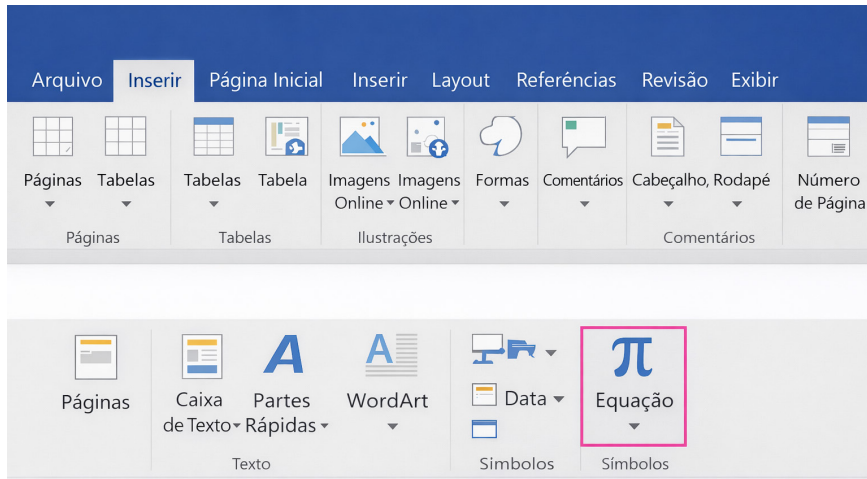 Arquivo Inserir Página Inicial Inserir Layout References Revisão Exibir
Páginas Tabelas Tabelas Tabela Imagens Imagens Formas Comentários Cabeçalho, Rodapé Número
Online Online de Página
Páginas Tabelas Ilustrações Comentários
π
Páginas Caixa Partes WordArt Data Equação
de Texto Rápidas
Texto Simbolos Símbolos